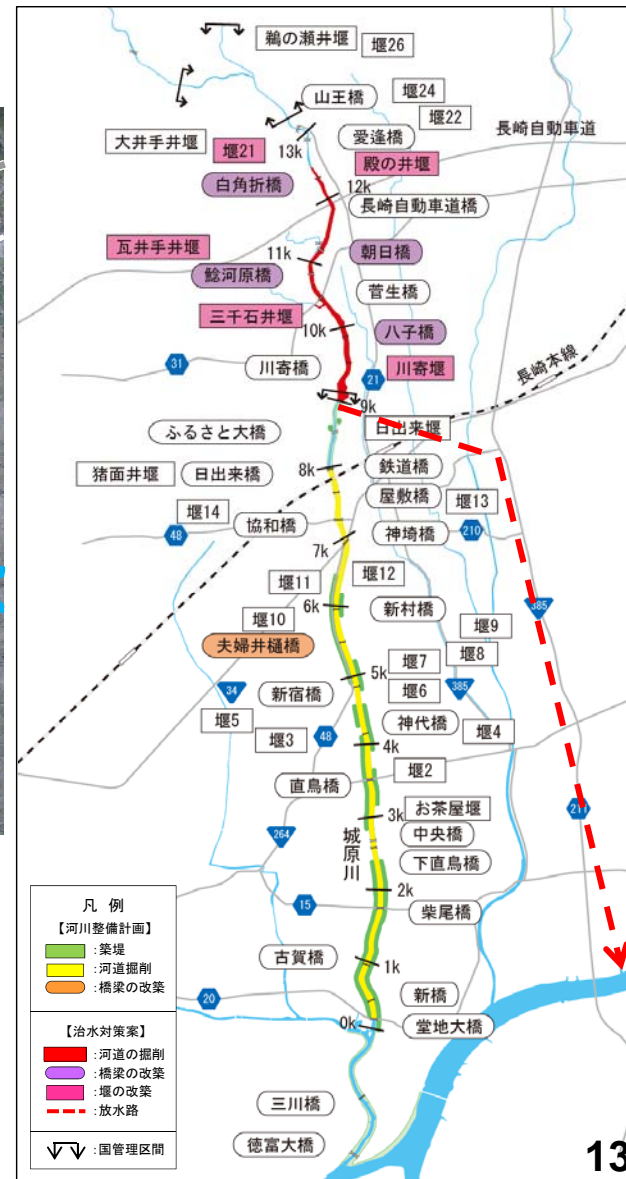 鵜の瀬井堰
堰26
山王橋
堰24
堰22
大井手井堰
堰21
13k
愛逢橋
長崎自動車道
殿の井堰
白角折橋
12k
長崎自動車道橋
瓦井手井堰
11k
朝日橋
鯰河原橋
菅生橋
三千石井堰
10k
八子橋
31
川寄橋
21
川寄堰
長崎本線
9k
日出来堰
ふるさと大橋
猪面井堰
日出来橋
8k
鉄道橋
屋敷橋
堰13
堰14
48
協和橋
7k
神埼橋
210
堰11
堰12
385
堰10
6k
新村橋
堰9
夫婦井樋橋
堰8
34
新宿橋
5k
堰7
堰6
385
堰5
堰3
48
神代橋
堰4
4k
堰2
直鳥橋
3k
お茶屋堰
211
264
城原川
中央橋
下直鳥橋
2k
15
柴尾橋
古賀橋
1k
20
新橋
0k
堂地大橋
三川橋
徳富大橋
凡 例
【河川整備計画】
:築堤
:河道掘削
:橋梁の改築
【治水対策案】
:河道の掘削
:橋梁の改築
:堰の改築
:放水路
:国管理区間
13